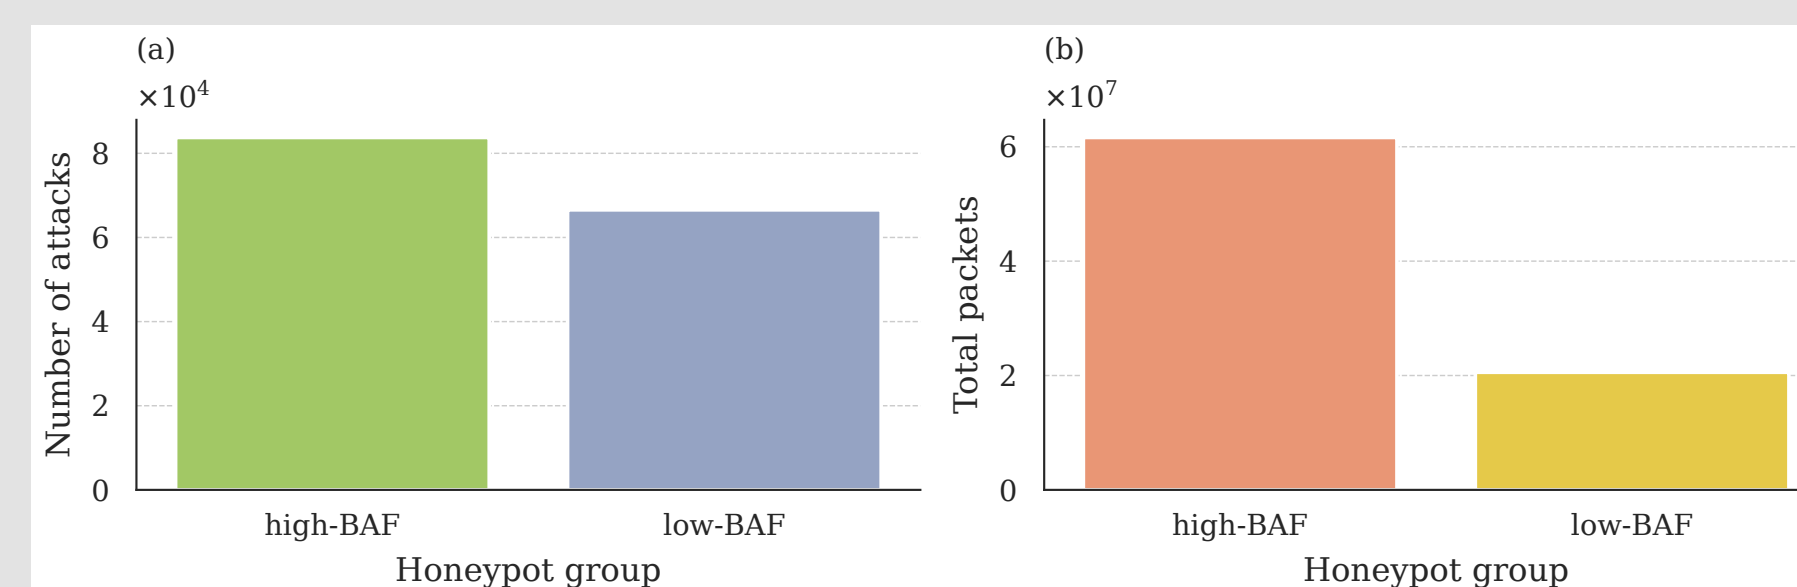 (a)
×10⁴
Number of attacks
8
6
4
2
0
high-BAF
low-BAF
Honeypot group
(b)
×10⁷
Total packets
6
4
2
0
high-BAF
low-BAF
Honeypot group